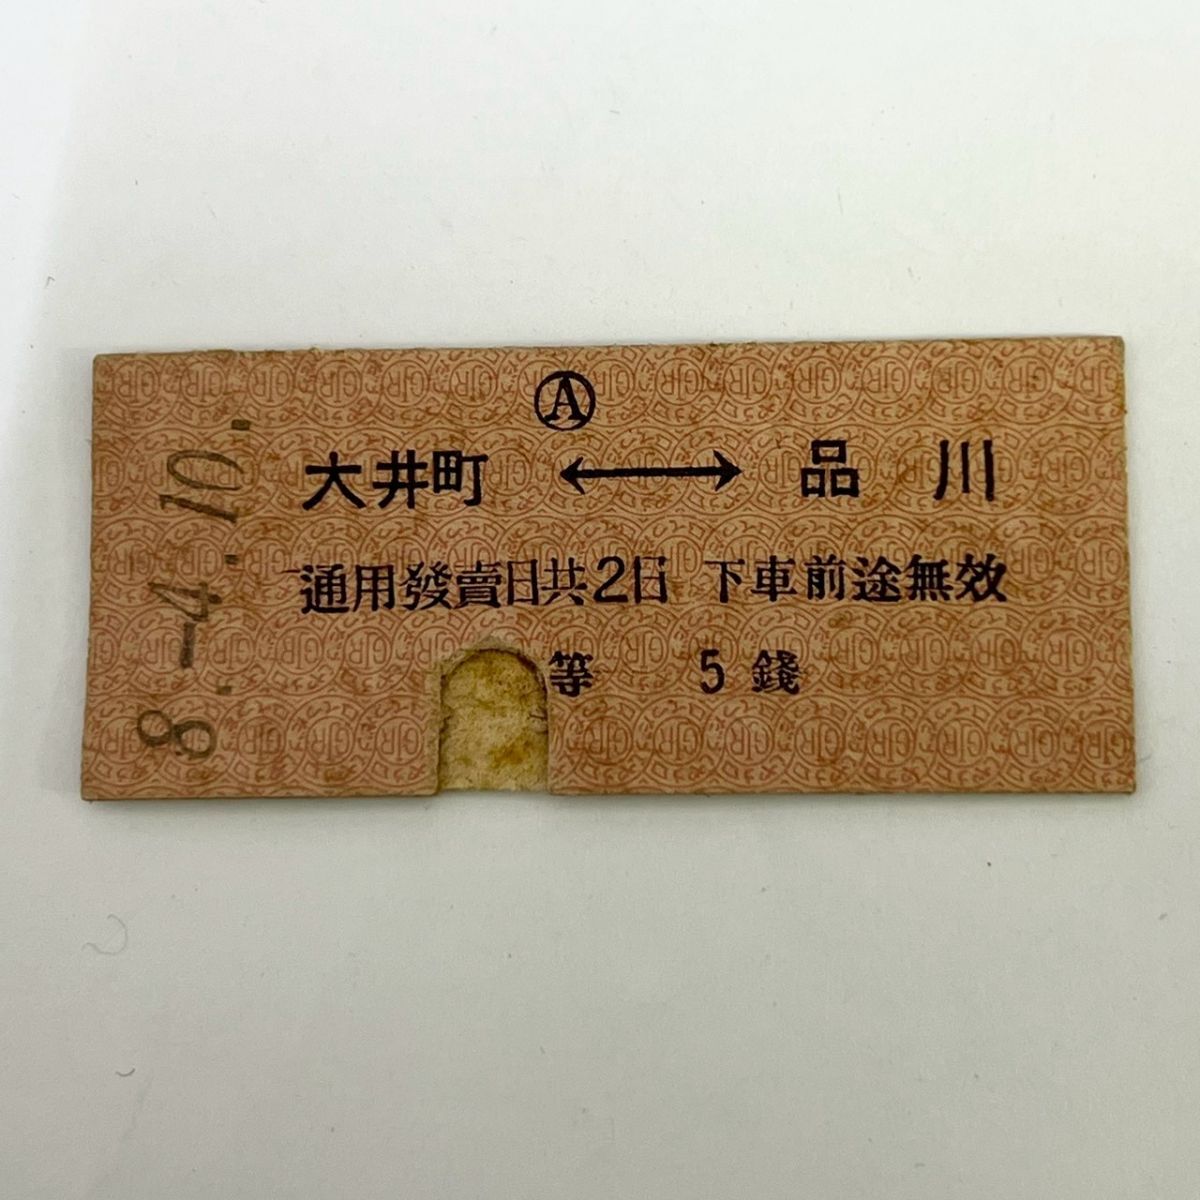 Ⓐ
大井町 ←→ 品川
通用發賣日共2日 下車前途無効
等 5錢
8.-4.10.